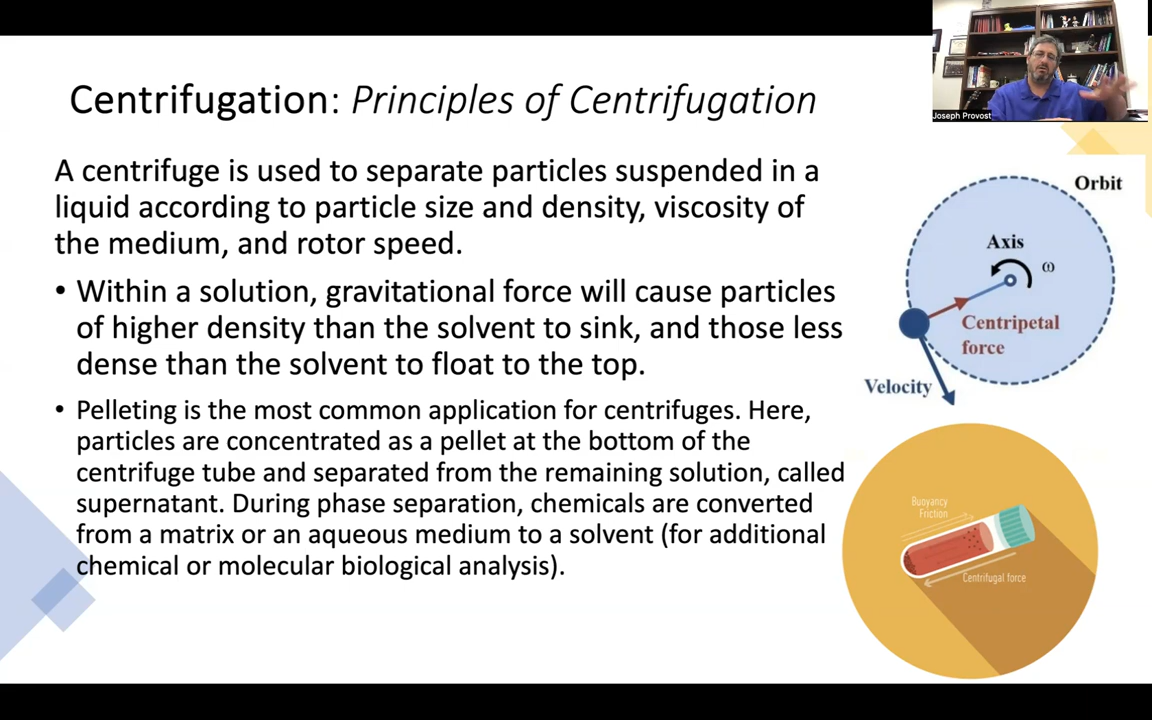 Joseph Provost
Centrifugation: Principles of Centrifugation
A centrifuge is used to separate particles suspended in a
liquid according to particle size and density, viscosity of
the medium, and rotor speed.
• Within a solution, gravitational force will cause particles
of higher density than the solvent to sink, and those less
dense than the solvent to float to the top.
• Pelleting is the most common application for centrifuges. Here,
particles are concentrated as a pellet at the bottom of the
centrifuge tube and separated from the remaining solution, called
supernatant. During phase separation, chemicals are converted
from a matrix or an aqueous medium to a solvent (for additional
chemical or molecular biological analysis).
Orbit
Axis
ω
Centripetal
force
Velocity
Buoyancy
Friction
Centrifugal force